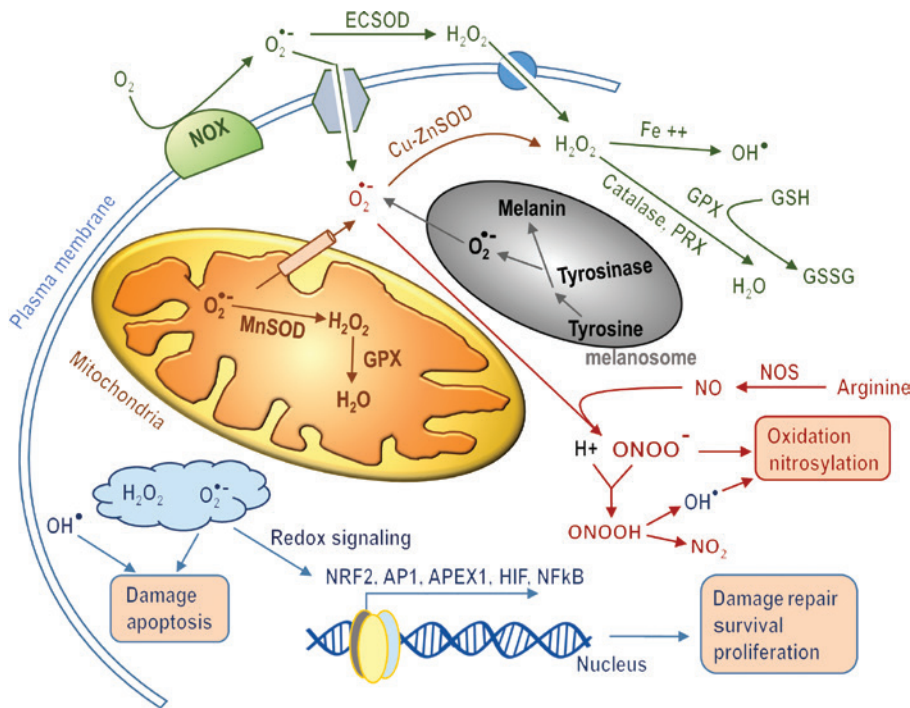 ECSOD
O₂•-
H₂O₂
O₂
NOX
Plasma membrane
Cu-ZnSOD
H₂O₂
Fe ++
OH•
O₂•-
Catalase, PRX
GPX
GSH
H₂O
GSSG
Melanin
O₂•-
Tyrosinase
Tyrosine
melanosome
O₂•-
MnSOD
H₂O₂
GPX
H₂O
Mitochondria
NO
NOS
Arginine
H+
ONOO-
Oxidation
nitrosylation
OH•
ONOOH
NO₂
H₂O₂
O₂•-
OH•
Redox signaling
Damage
apoptosis
NRF2, AP1, APEX1, HIF, NFkB
Nucleus
Damage repair
survival
proliferation